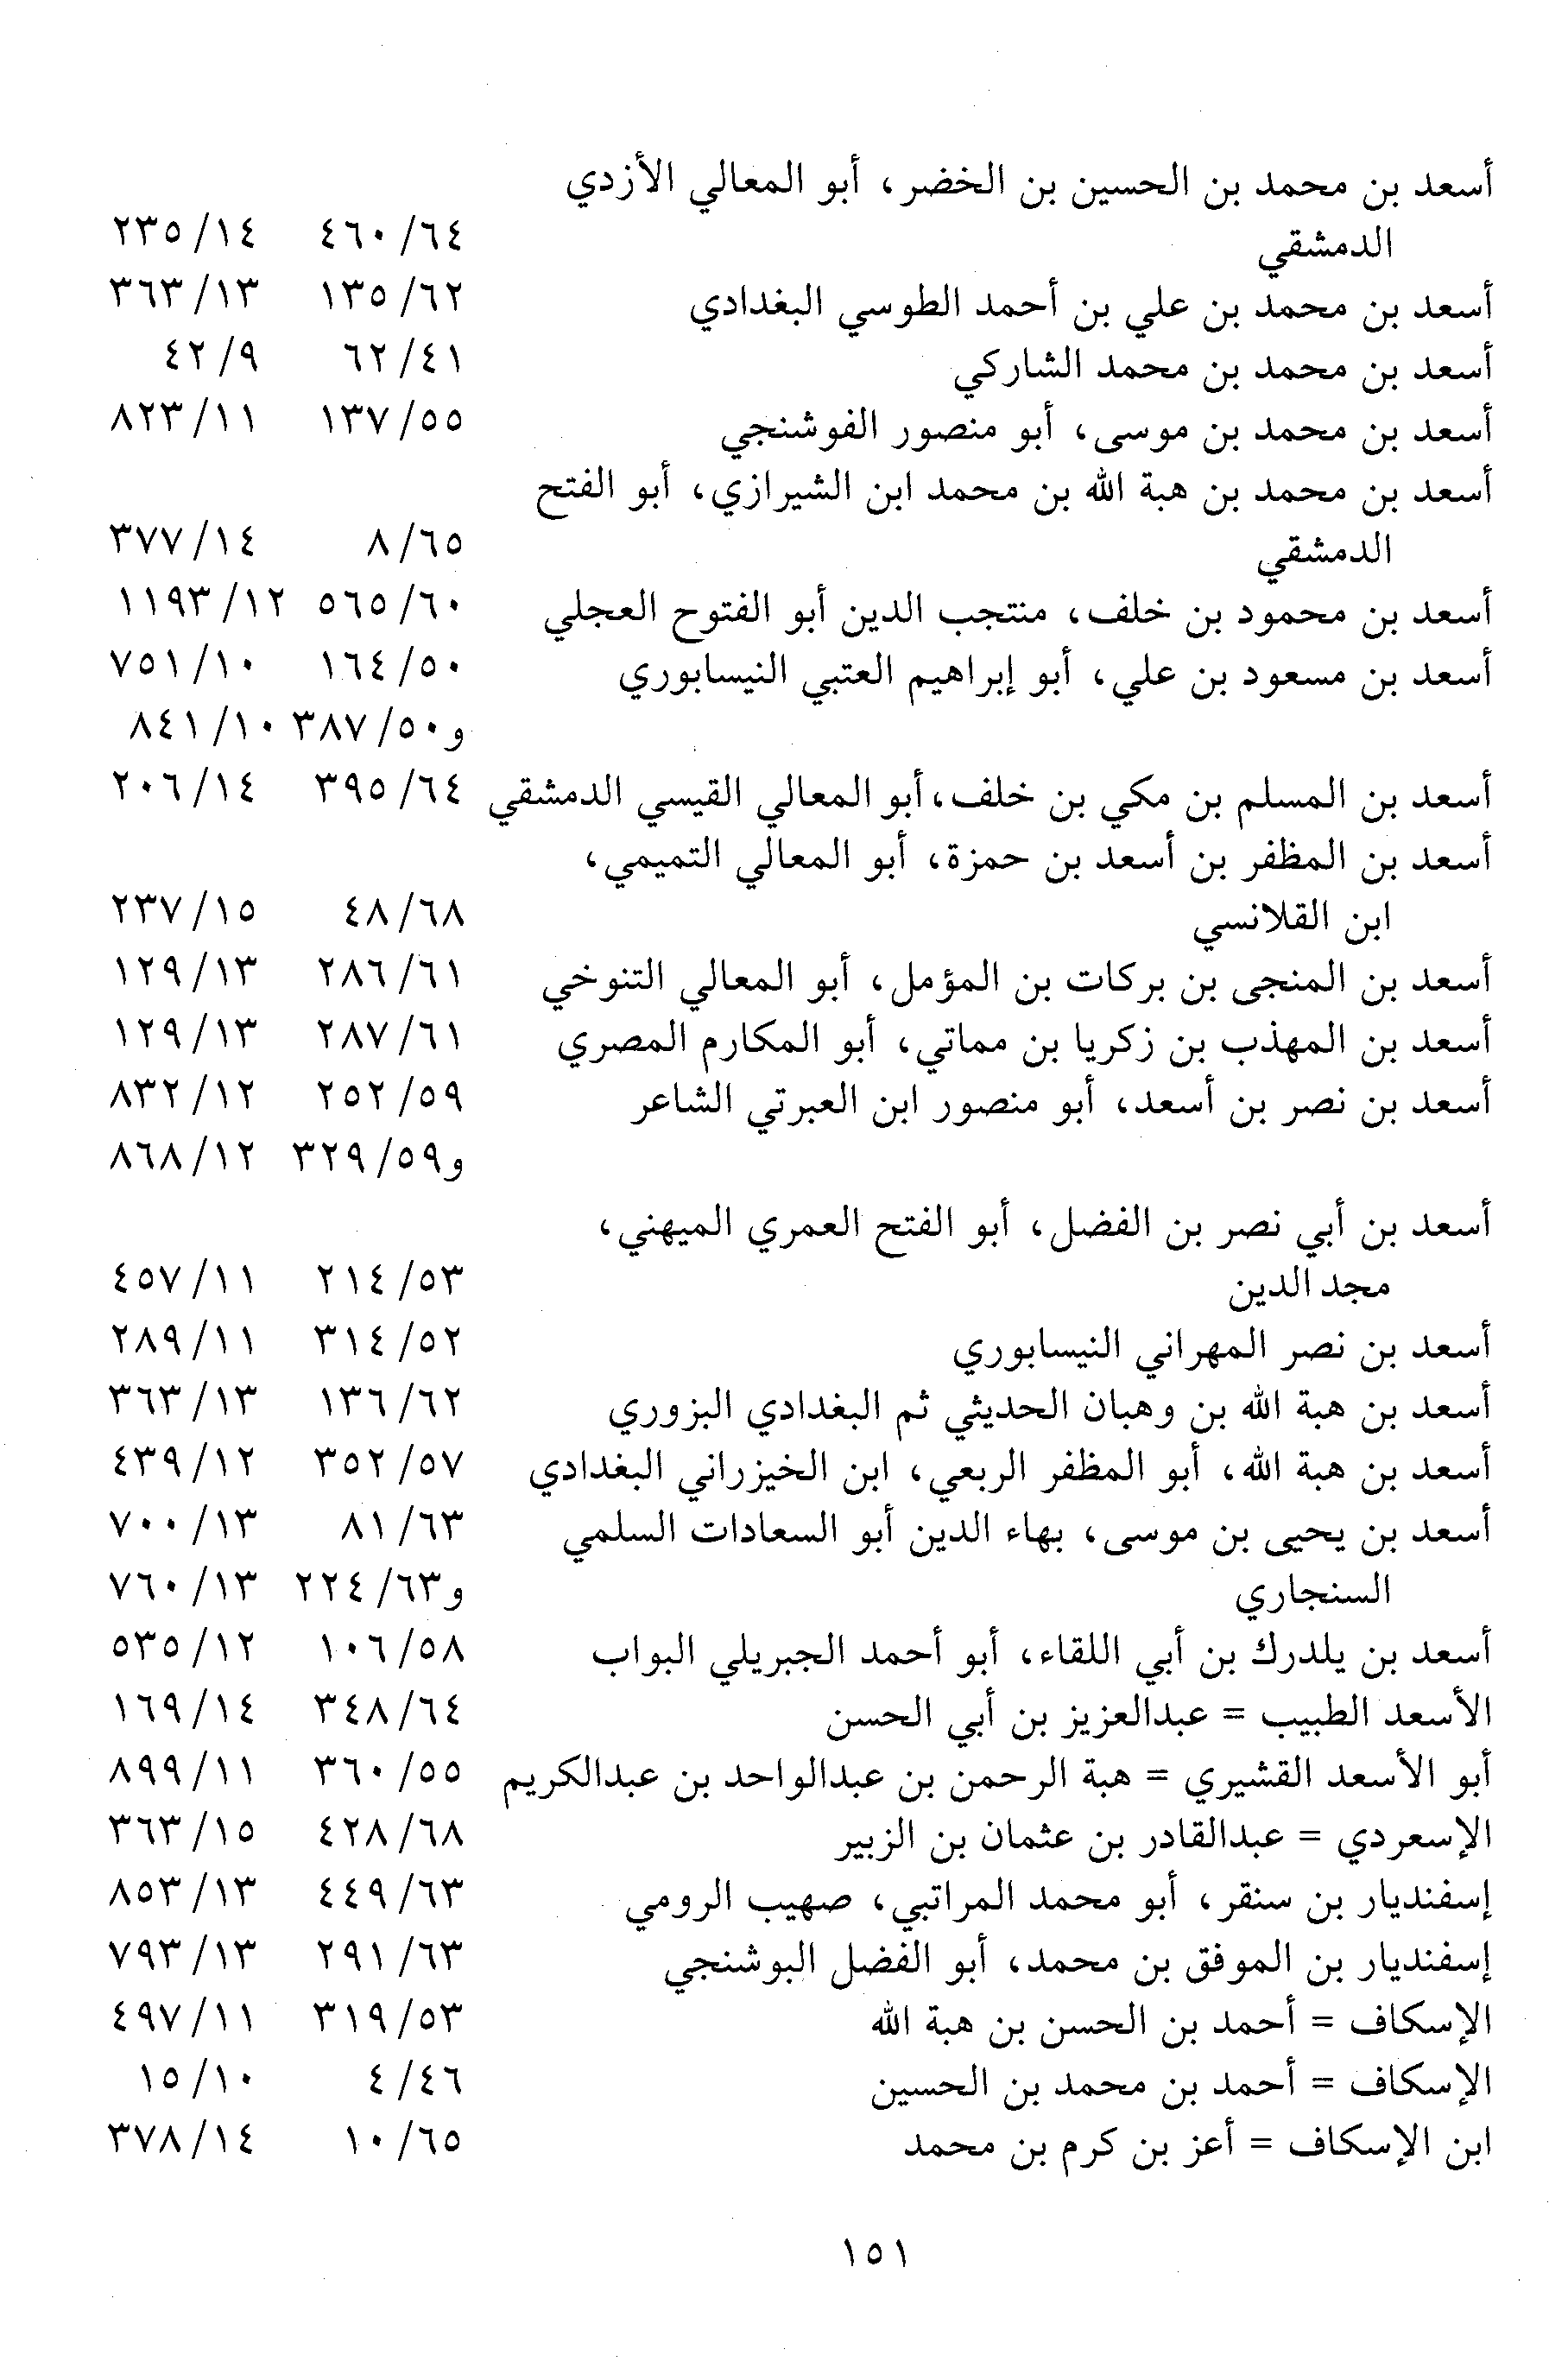 أسعد بن محمد بن الحسين بن الخضر، أبو المعالي الأزدي
الدمشقي ٤٦٠/٦٤ ٢٣٥/١٤
أسعد بن محمد بن علي بن أحمد الطوسي البغدادي ١٣٥/٦٢ ٣٦٣/١٣
أسعد بن محمد بن محمد الشاركي ٦٢/٤١ ٤٢/٩
أسعد بن محمد بن موسى، أبو منصور الفوشنجي ١٣٧/٥٥ ٨٢٣/١١
أسعد بن محمد بن هبة الله بن محمد ابن الشيرازي، أبو الفتح
الدمشقي ٨/٦٥ ٣٧٧/١٤
أسعد بن محمود بن خلف، منتجب الدين أبو الفتوح العجلي ٥٦٥/٦٠ ١١٩٣/١٢
أسعد بن مسعود بن علي، أبو إبراهيم العتبي النيسابوري ١٦٤/٥٠ ٧٥١/١٠
و٣٨٧/٥٠ ٨٤١/١٠
أسعد بن المسلم بن مكي بن خلف، أبو المعالي القيسي الدمشقي ٣٩٥/٦٤ ٢٠٦/١٤
أسعد بن المظفر بن أسعد بن حمزة، أبو المعالي التميمي،
ابن القلانسي ٤٨/٦٨ ٢٣٧/١٥
أسعد بن المنجى بن بركات بن المؤمل، أبو المعالي التنوخي ٢٨٦/٦١ ١٢٩/١٣
أسعد بن المهذب بن زكريا بن مماتي، أبو المكارم المصري ٢٨٧/٦١ ١٢٩/١٣
أسعد بن نصر بن أسعد، أبو منصور ابن العبرتي الشاعر ٢٥٢/٥٩ ٨٣٢/١٢
و٣٢٩/٥٩ ٨٦٨/١٢
أسعد بن أبي نصر بن الفضل، أبو الفتح العمري الميهني،
مجد الدين ٢١٤/٥٣ ٤٥٧/١١
أسعد بن نصر المهراني النيسابوري ٣١٤/٥٢ ٢٨٩/١١
أسعد بن هبة الله بن وهبان الحديثي ثم البغدادي البزوري ١٣٦/٦٢ ٣٦٣/١٣
أسعد بن هبة الله، أبو المظفر الربعي، ابن الخيزراني البغدادي ٣٥٢/٥٧ ٤٣٩/١٢
أسعد بن يحيى بن موسى، بهاء الدين أبو السعادات السلمي ٨١/٦٣ ٧٠٠/١٣
السنجاري و٢٢٤/٦٣ ٧٦٠/١٣
أسعد بن يلدرك بن أبي اللقاء، أبو أحمد الجبريلي البواب ١٠٦/٥٨ ٥٣٥/١٢
الأسعد الطبيب = عبدالعزيز بن أبي الحسن ٣٤٨/٦٤ ١٦٩/١٤
أبو الأسعد القشيري = هبة الرحمن بن عبدالواحد بن عبدالكريم ٣٦٠/٥٥ ٨٩٩/١١
الإسعردي = عبدالقادر بن عثمان بن الزبير ٤٢٨/٦٨ ٣٦٣/١٥
إسفنديار بن سنقر، أبو محمد المراتبي، صهيب الرومي ٤٤٩/٦٣ ٨٥٣/١٣
إسفنديار بن الموفق بن محمد، أبو الفضل البوشنجي ٢٩١/٦٣ ٧٩٣/١٣
الإسكاف = أحمد بن الحسن بن هبة الله ٣١٩/٥٣ ٤٩٧/١١
الإسكاف = أحمد بن محمد بن الحسين ٤/٤٦ ١٥/١٠
ابن الإسكاف = أعز بن كرم بن محمد ١٠/٦٥ ٣٧٨/١٤
١٥١